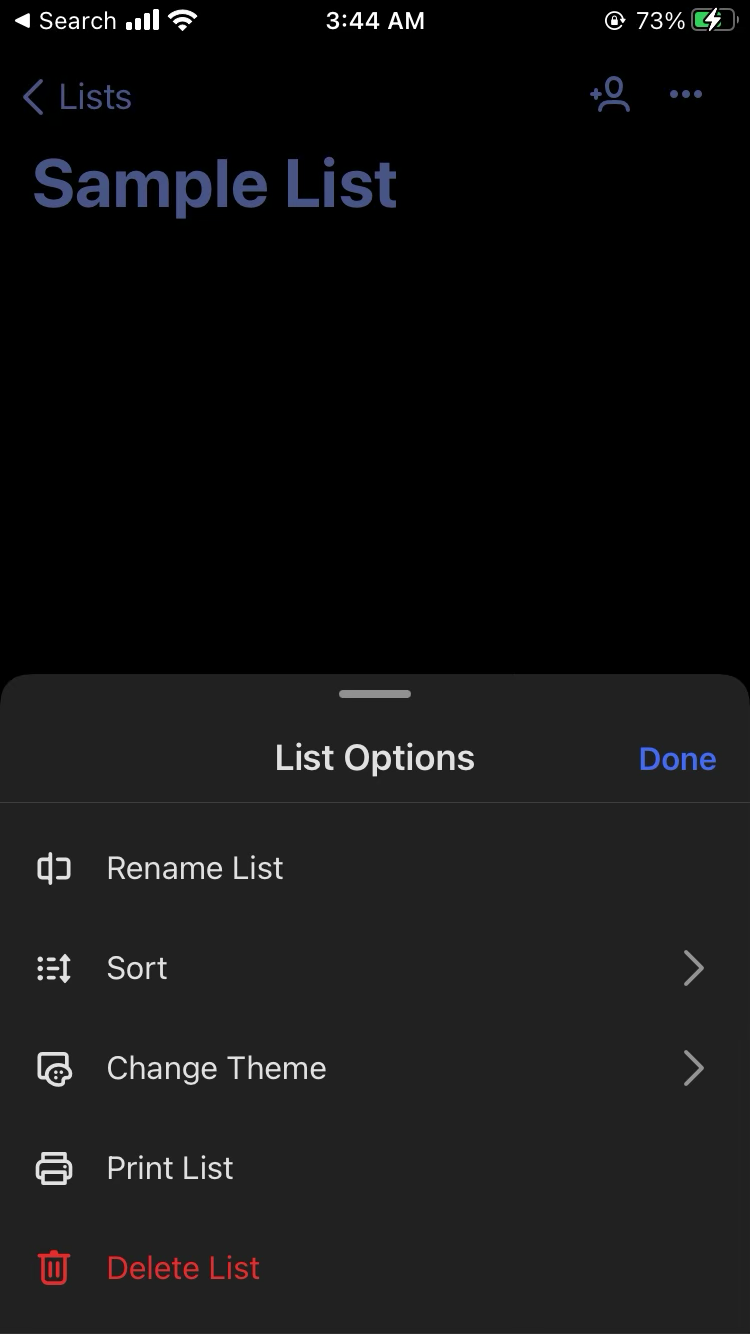 Search
3:44 AM
73%
Lists
Sample List
List Options
Done
Rename List
Sort
Change Theme
Print List
Delete List